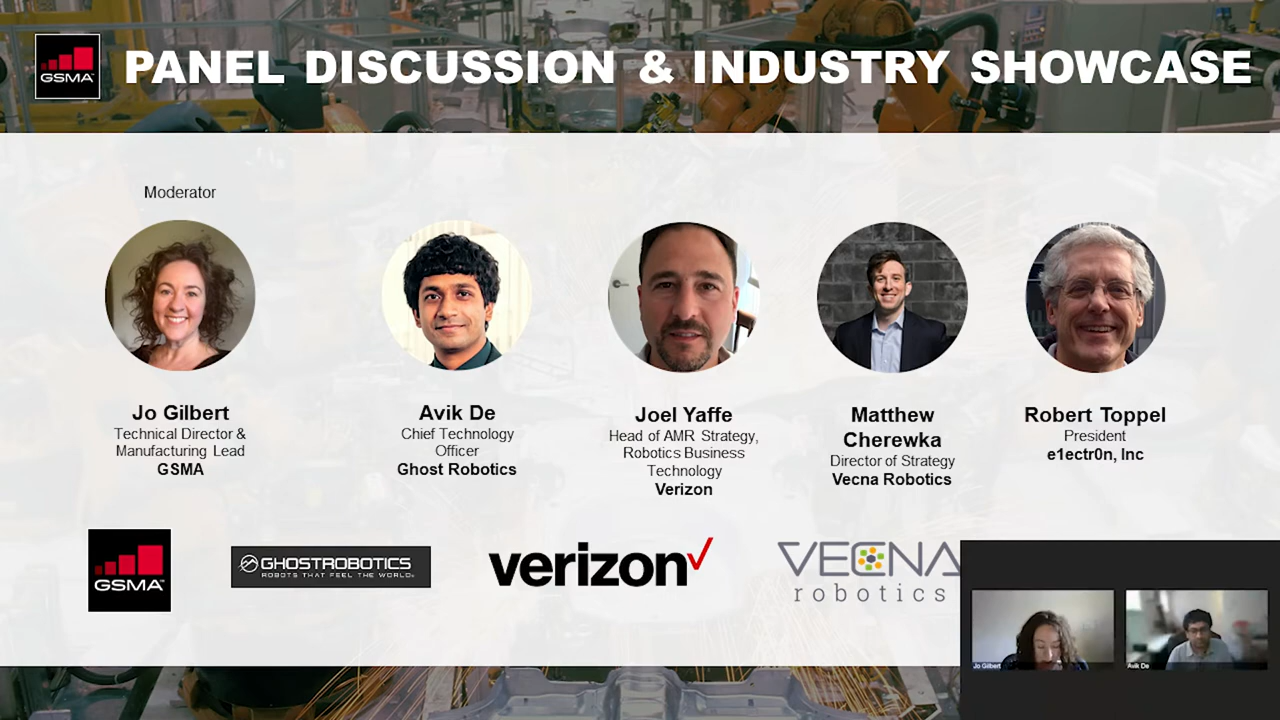 GSMA
PANEL DISCUSSION & INDUSTRY SHOWCASE
Moderator
Jo Gilbert
Technical Director &
Manufacturing Lead
GSMA
Avik De
Chief Technology
Officer
Ghost Robotics
Joel Yaffe
Head of AMR Strategy,
Robotics Business
Technology
Verizon
Matthew
Cherewka
Director of Strategy
Vecna Robotics
Robert Toppel
President
e1ectr0n, Inc
GSMA™
GHOSTROBOTICS
ROBOTS THAT FEEL THE WORLD®
verizon✓
VECNA
robotics
Jo Gilbert
Avik De